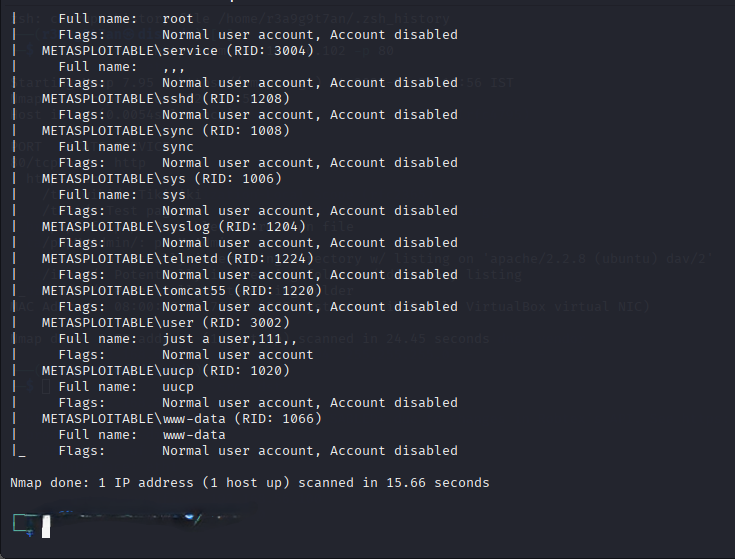 |     Full name:   root
|     Flags:       Normal user account, Account disabled
|   METASPLOITABLE\service (RID: 3004)
|     Full name:   ,,,
|     Flags:       Normal user account, Account disabled
|   METASPLOITABLE\sshd (RID: 1208)
|     Flags:       Normal user account, Account disabled
|   METASPLOITABLE\sync (RID: 1008)
|     Full name:   sync
|     Flags:       Normal user account, Account disabled
|   METASPLOITABLE\sys (RID: 1006)
|     Full name:   sys
|     Flags:       Normal user account, Account disabled
|   METASPLOITABLE\syslog (RID: 1204)
|     Flags:       Normal user account, Account disabled
|   METASPLOITABLE\telnetd (RID: 1224)
|     Flags:       Normal user account, Account disabled
|   METASPLOITABLE\tomcat55 (RID: 1220)
|     Flags:       Normal user account, Account disabled
|   METASPLOITABLE\user (RID: 3002)
|     Full name:   just a user,111,,
|     Flags:       Normal user account
|   METASPLOITABLE\uucp (RID: 1020)
|     Full name:   uucp
|     Flags:       Normal user account, Account disabled
|   METASPLOITABLE\www-data (RID: 1066)
|     Full name:   www-data
|_    Flags:       Normal user account, Account disabled
Nmap done: 1 IP address (1 host up) scanned in 15.66 seconds